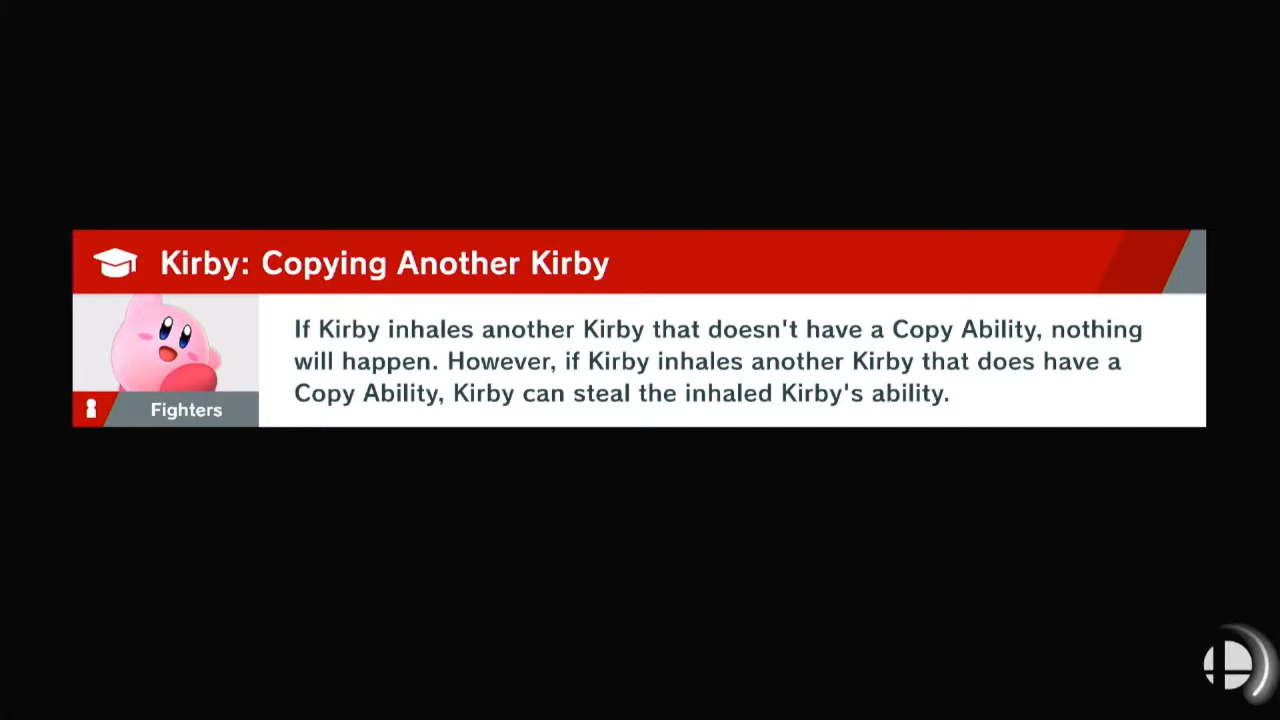 Kirby: Copying Another Kirby
If Kirby inhales another Kirby that doesn't have a Copy Ability, nothing
will happen. However, if Kirby inhales another Kirby that does have a
Copy Ability, Kirby can steal the inhaled Kirby's ability.
Fighters